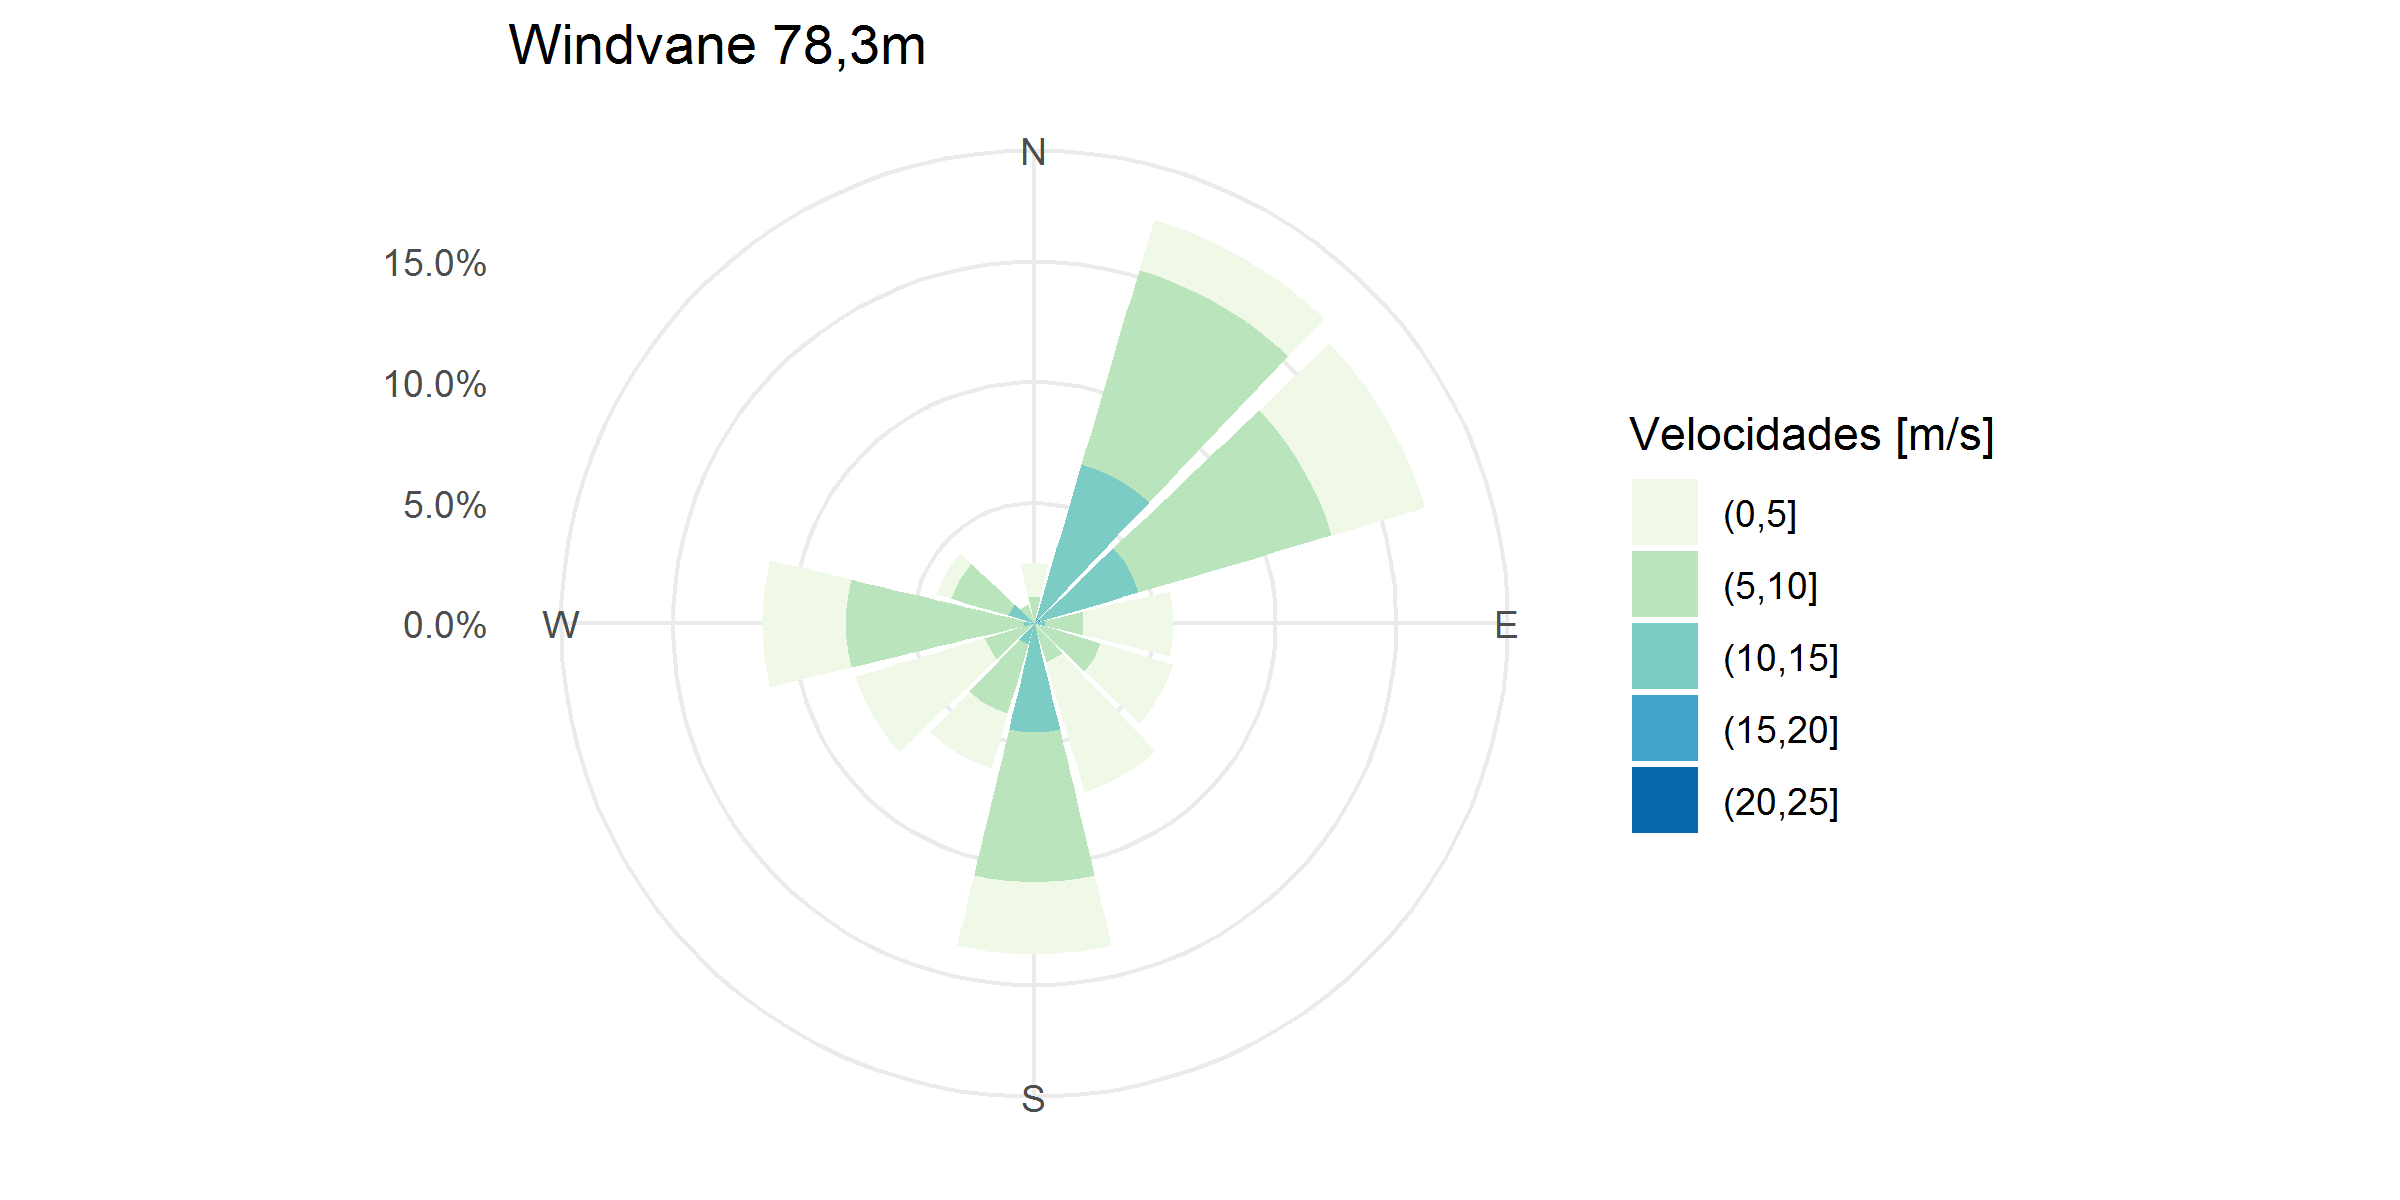 Windvane 78,3m
N
15.0%
10.0%
5.0%
0.0%
W
E
S
Velocidades [m/s]
(0,5]
(5,10]
(10,15]
(15,20]
(20,25]